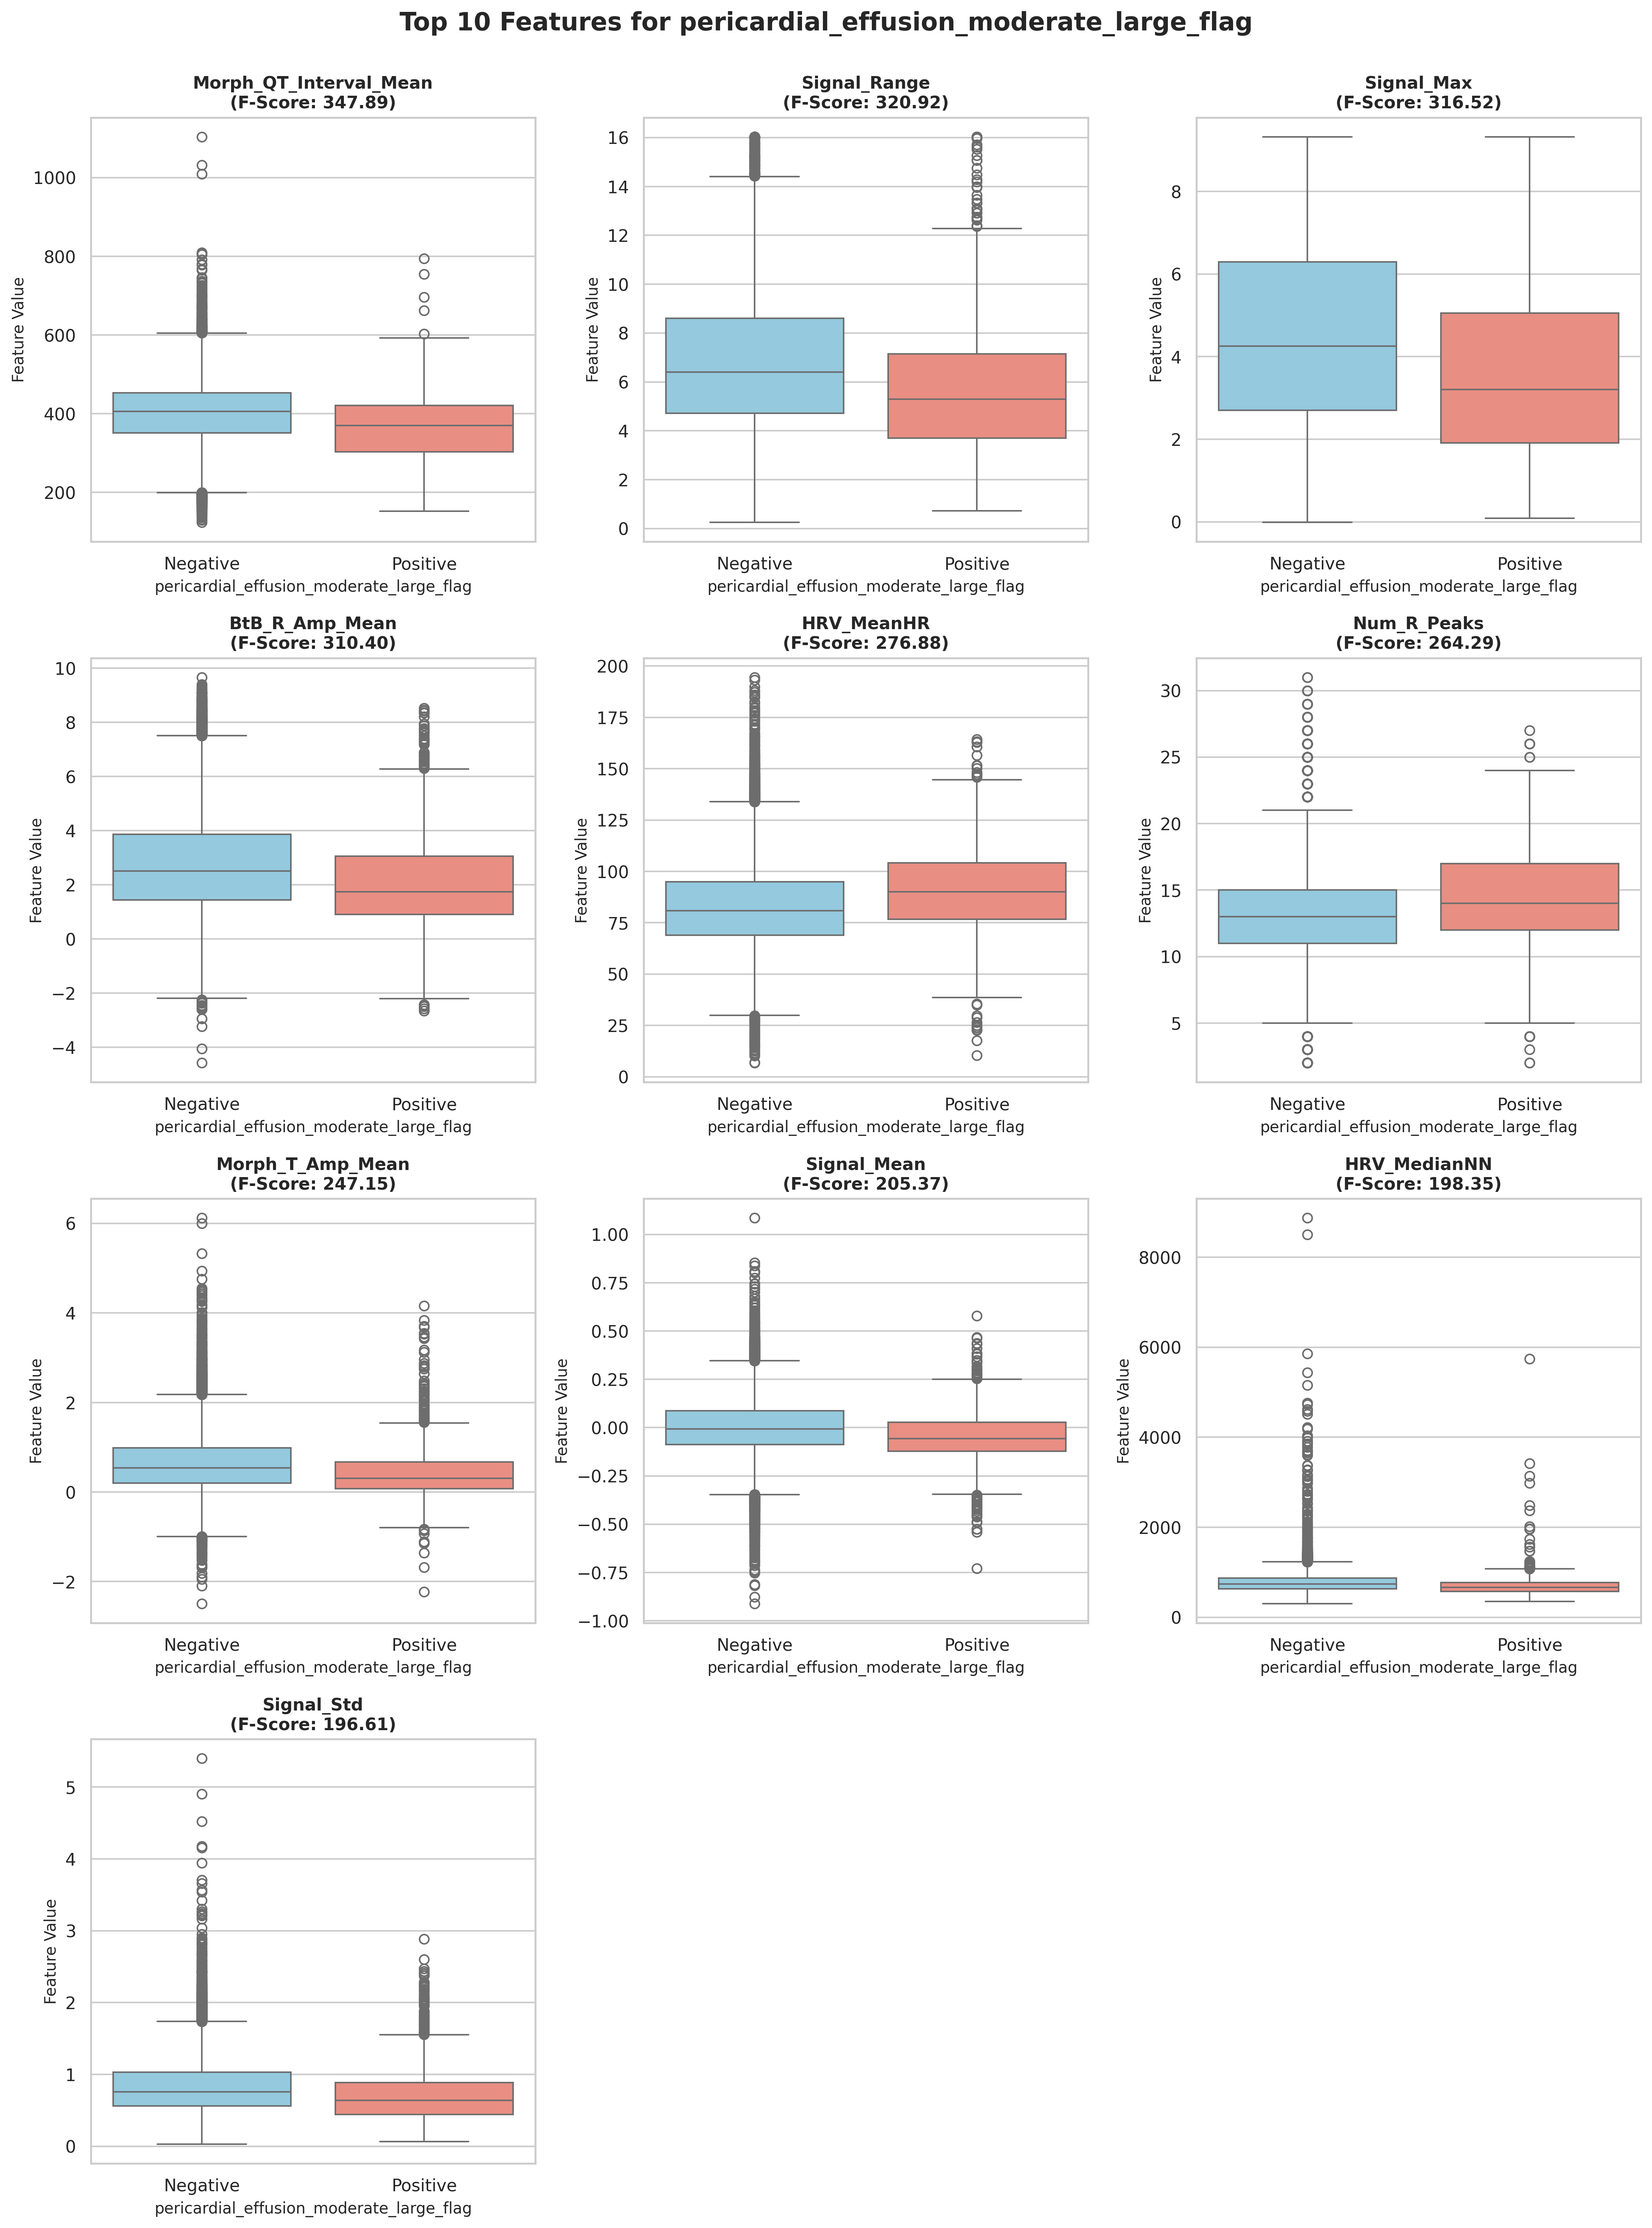 Top 10 Features for pericardial_effusion_moderate_large_flag
Morph_QT_Interval_Mean
(F-Score: 347.89)
Feature Value
1000
800
600
400
200
Negative Positive
pericardial_effusion_moderate_large_flag
Signal_Range
(F-Score: 320.92)
Feature Value
16
14
12
10
8
6
4
2
0
Negative Positive
pericardial_effusion_moderate_large_flag
Signal_Max
(F-Score: 316.52)
Feature Value
8
6
4
2
0
Negative Positive
pericardial_effusion_moderate_large_flag
BtB_R_Amp_Mean
(F-Score: 310.40)
Feature Value
10
8
6
4
2
0
−2
−4
Negative Positive
pericardial_effusion_moderate_large_flag
HRV_MeanHR
(F-Score: 276.88)
Feature Value
200
175
150
125
100
75
50
25
0
Negative Positive
pericardial_effusion_moderate_large_flag
Num_R_Peaks
(F-Score: 264.29)
Feature Value
30
25
20
15
10
5
Negative Positive
pericardial_effusion_moderate_large_flag
Morph_T_Amp_Mean
(F-Score: 247.15)
Feature Value
6
4
2
0
−2
Negative Positive
pericardial_effusion_moderate_large_flag
Signal_Mean
(F-Score: 205.37)
Feature Value
1.00
0.75
0.50
0.25
0.00
−0.25
−0.50
−0.75
−1.00
Negative Positive
pericardial_effusion_moderate_large_flag
HRV_MedianNN
(F-Score: 198.35)
Feature Value
8000
6000
4000
2000
0
Negative Positive
pericardial_effusion_moderate_large_flag
Signal_Std
(F-Score: 196.61)
Feature Value
5
4
3
2
1
0
Negative Positive
pericardial_effusion_moderate_large_flag